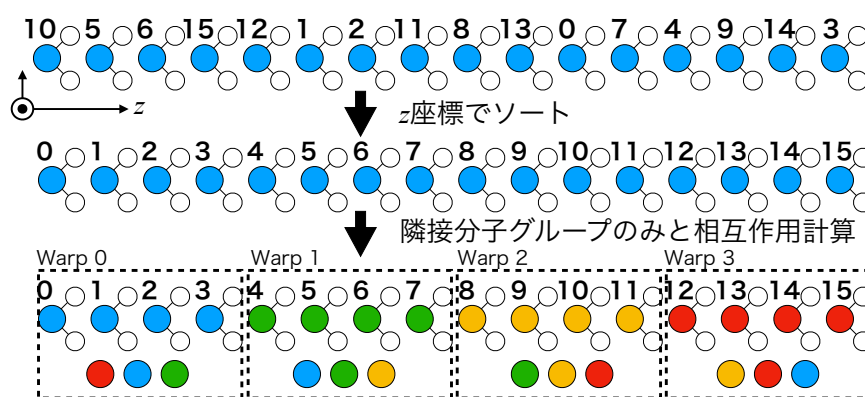 10 5 6 15 12 1 2 11 8 13 0 7 4 9 14 3
z
z座標でソート
0 1 2 3 4 5 6 7 8 9 10 11 12 13 14 15
隣接分子グループのみと相互作用計算
Warp 0 Warp 1 Warp 2 Warp 3
0 1 2 3 4 5 6 7 8 9 10 11 12 13 14 15